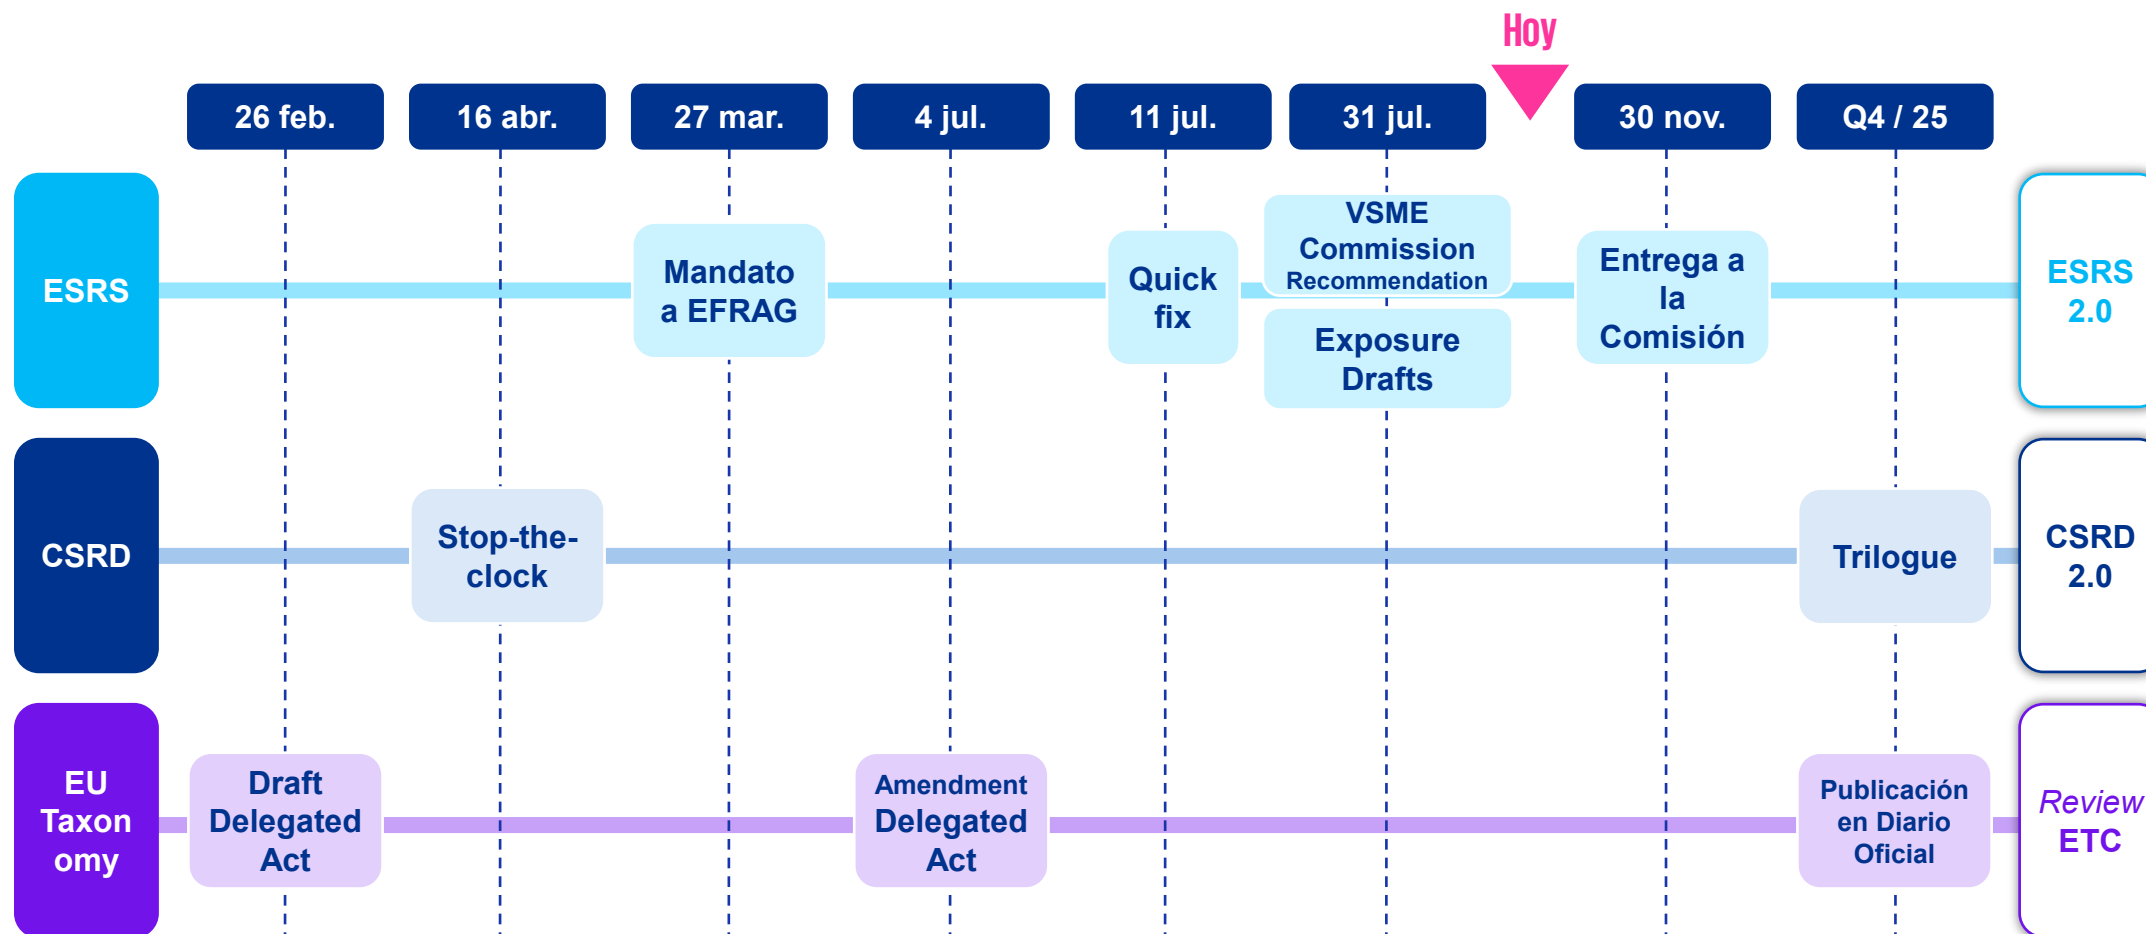 Hoy
26 feb.
16 abr.
27 mar.
4 jul.
11 jul.
31 jul.
30 nov.
Q4 / 25
ESRS
Mandato
a EFRAG
Quick
fix
VSME
Commission
Recommendation
Exposure
Drafts
Entrega a
la
Comisión
ESRS
2.0
CSRD
Stop-the-
clock
Trilogue
CSRD
2.0
EU
Taxon
omy
Draft
Delegated
Act
Amendment
Delegated
Act
Publicación
en Diario
Oficial
Review
ETC